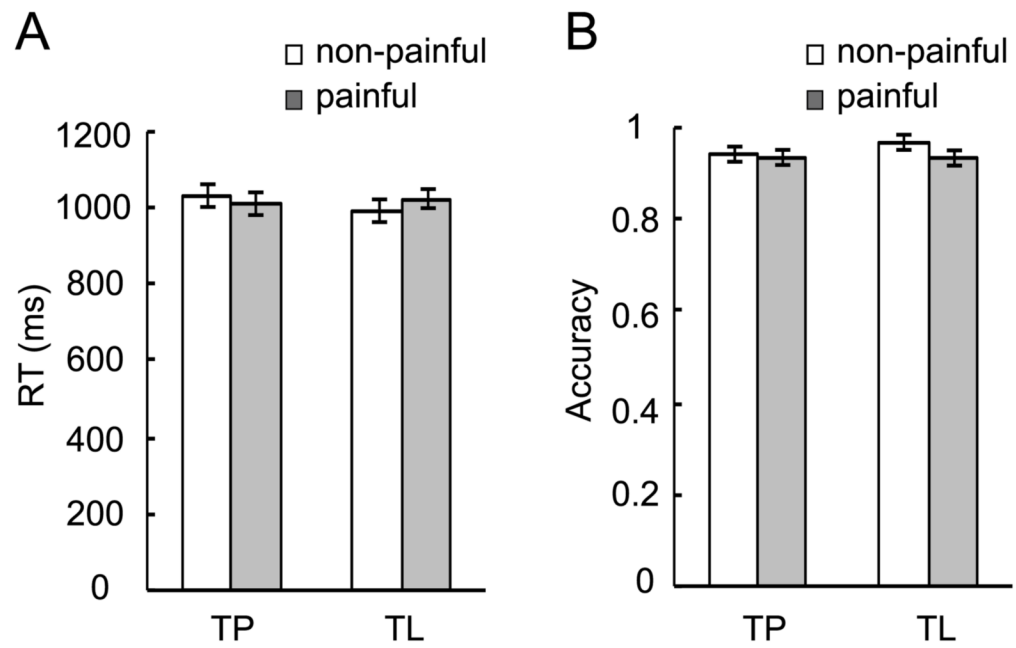 A
non-painful
painful
1200
1000
800
600
400
200
0
RT (ms)
TP
TL
B
non-painful
painful
1
0.8
0.6
0.4
0.2
0
Accuracy
TP
TL